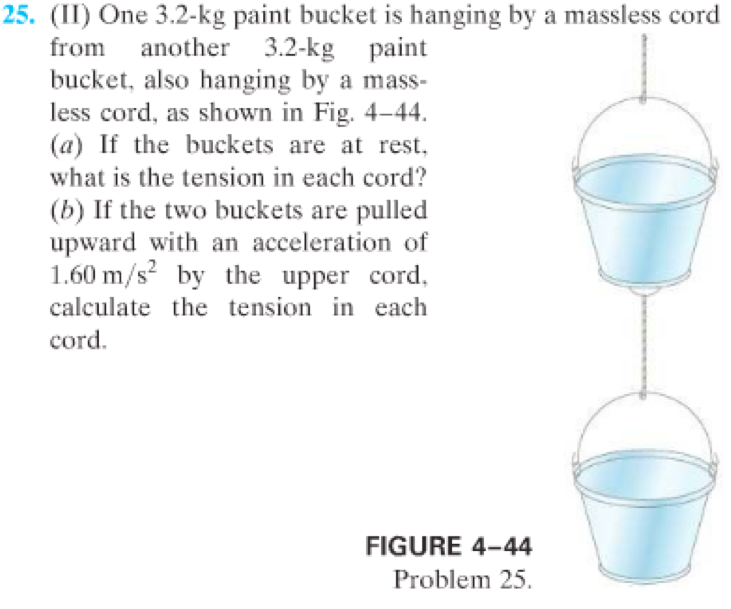 25. (II) One 3.2-kg paint bucket is hanging by a massless cord
from another 3.2-kg paint
bucket, also hanging by a mass-
less cord, as shown in Fig. 4–44.
(a) If the buckets are at rest,
what is the tension in each cord?
(b) If the two buckets are pulled
upward with an acceleration of
1.60 m/s² by the upper cord,
calculate the tension in each
cord.
FIGURE 4–44
Problem 25.